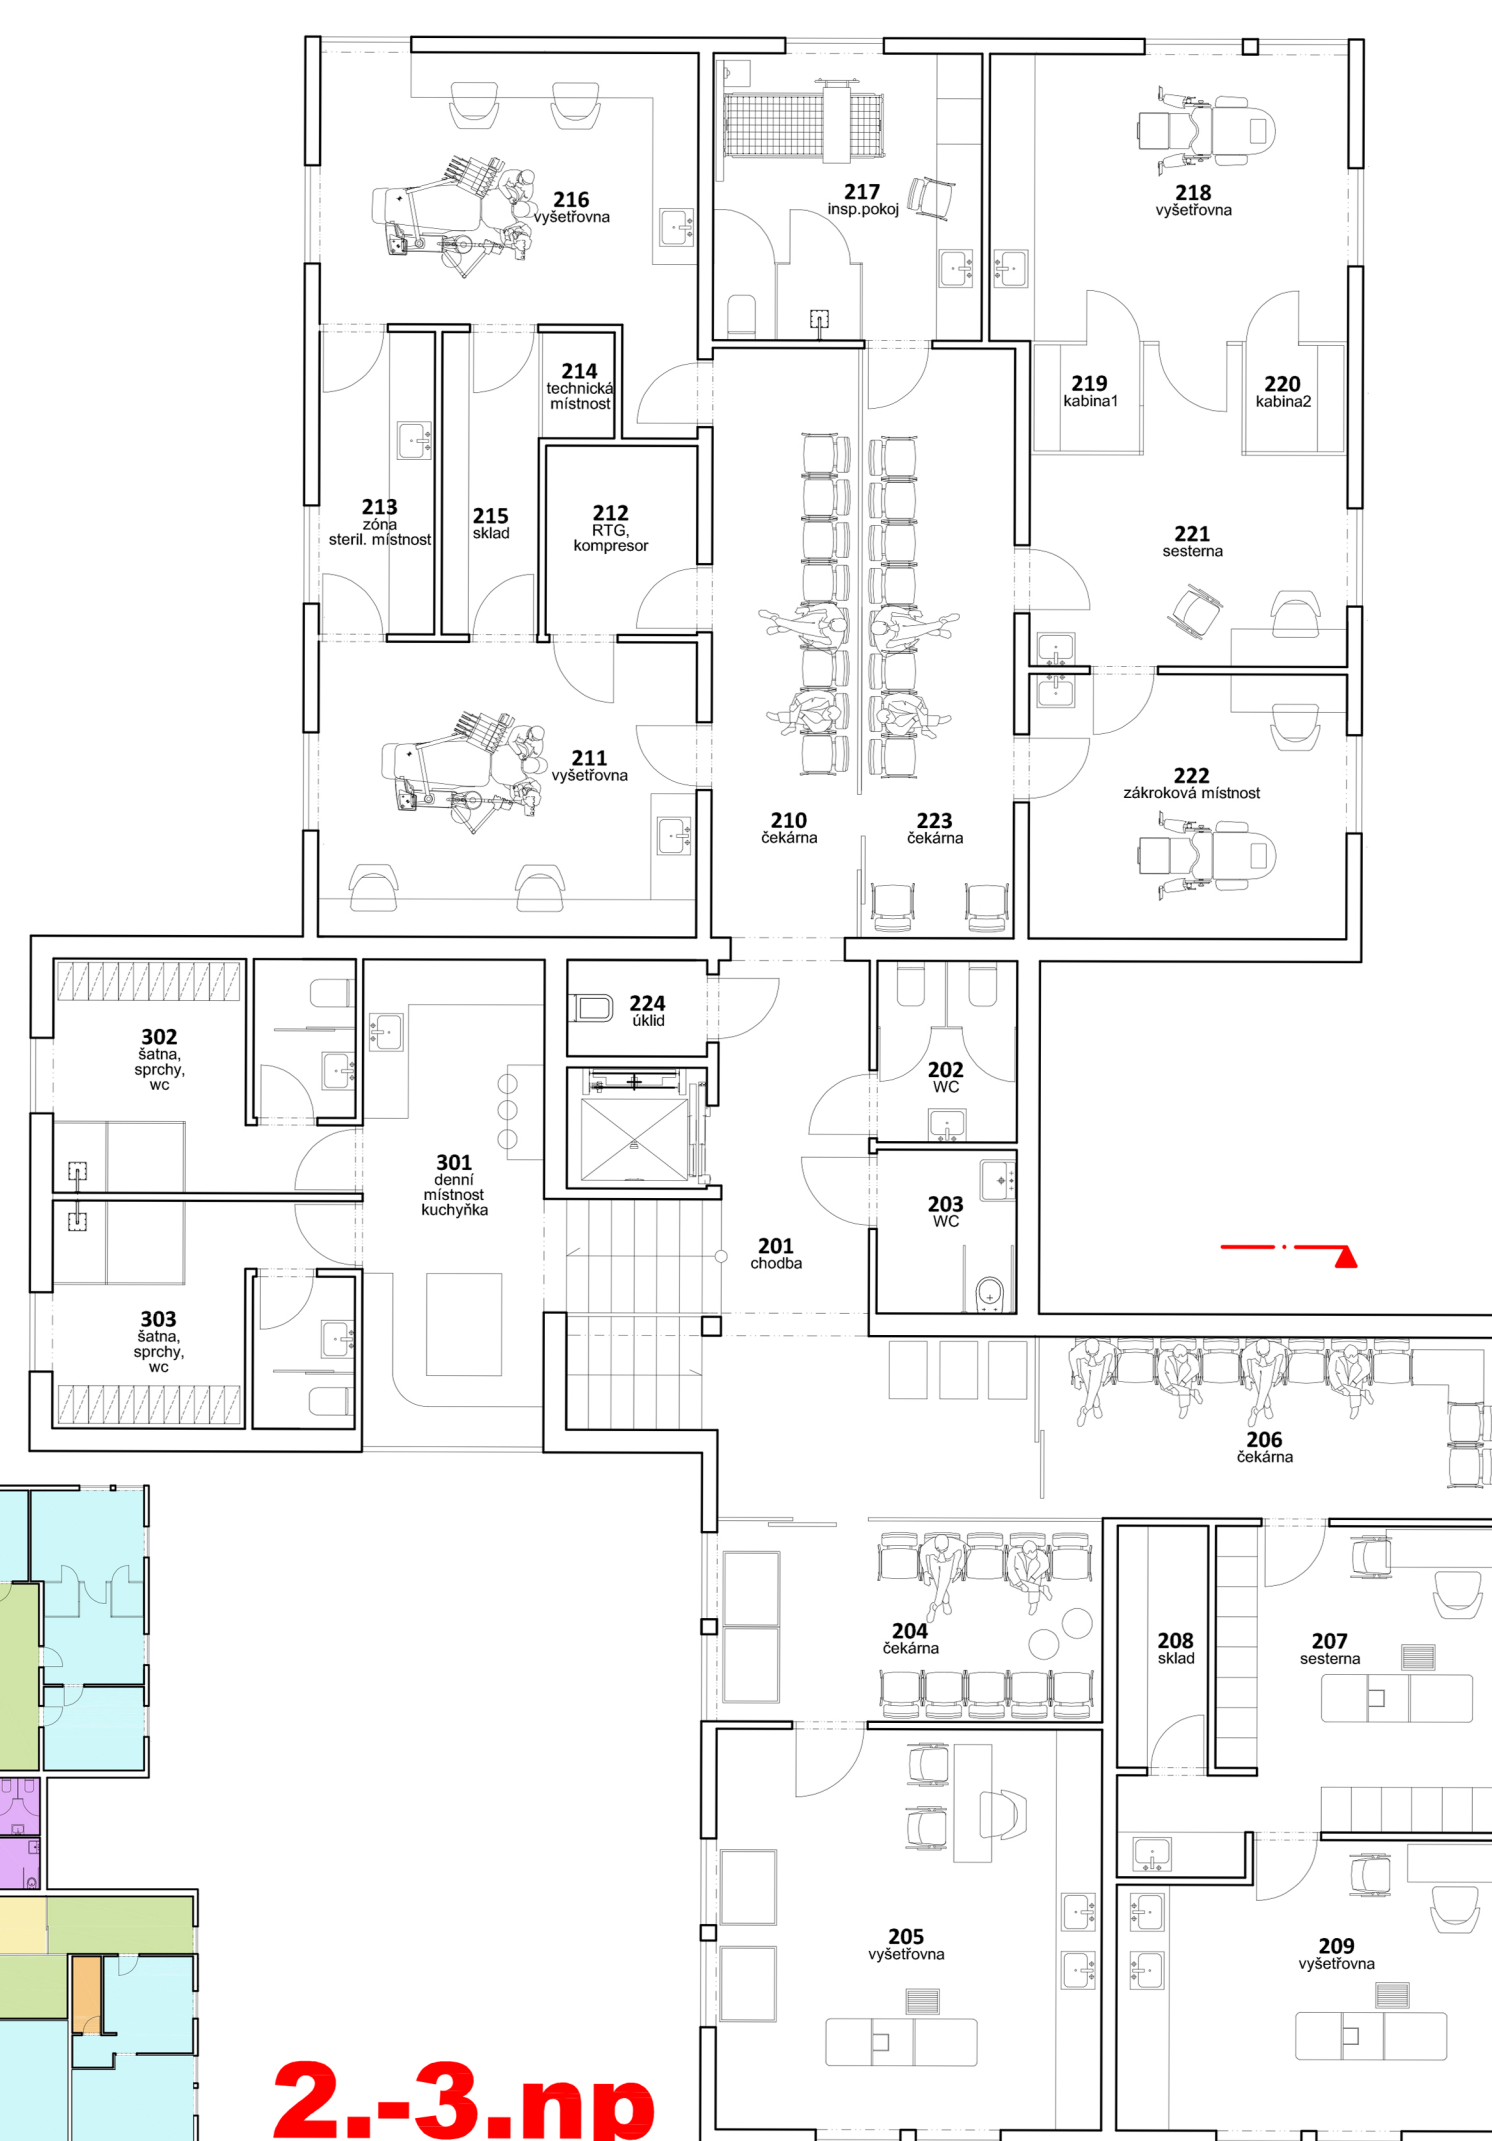 216
vyšetřovna
217
insp.pokoj
218
vyšetřovna
214
technická
místnost
219
kabina1
220
kabina2
213
zóna
steril. místnost
215
sklad
212
RTG,
kompresor
221
sesterna
211
vyšetřovna
210
čekárna
223
čekárna
222
zákroková místnost
302
šatna,
sprchy,
wc
224
úklid
202
WC
301
denní
místnost
kuchyňka
203
WC
201
chodba
303
šatna,
sprchy,
wc
206
čekárna
204
čekárna
208
sklad
207
sesterna
205
vyšetřovna
209
vyšetřovna
2.-3.np